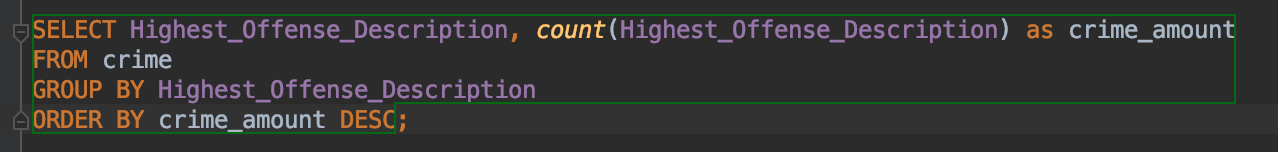 SELECT Highest_Offense_Description, count(Highest_Offense_Description) as crime_amount
FROM crime
GROUP BY Highest_Offense_Description
ORDER BY crime_amount DESC;